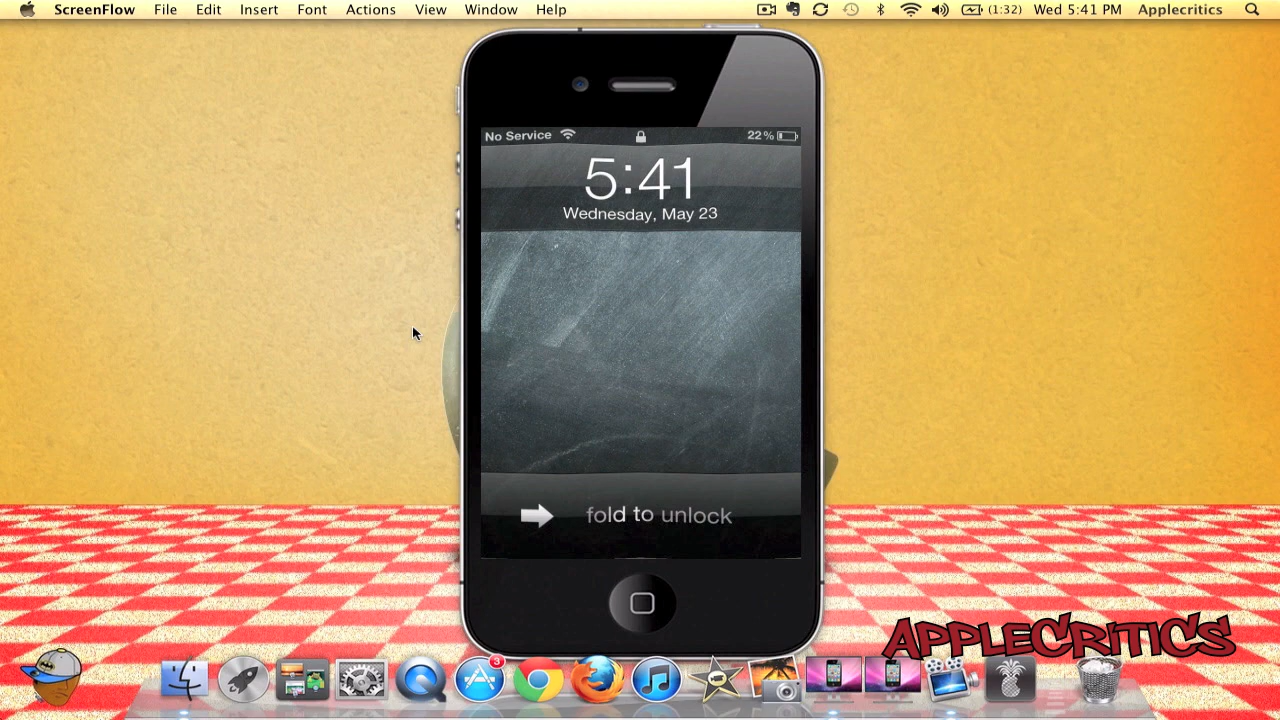 ScreenFlow File Edit Insert Font Actions View Window Help (1:32) Wed 5:41 PM Applecritics
No Service 22%
5:41
Wednesday, May 23
fold to unlock
APPLECRITICS
3